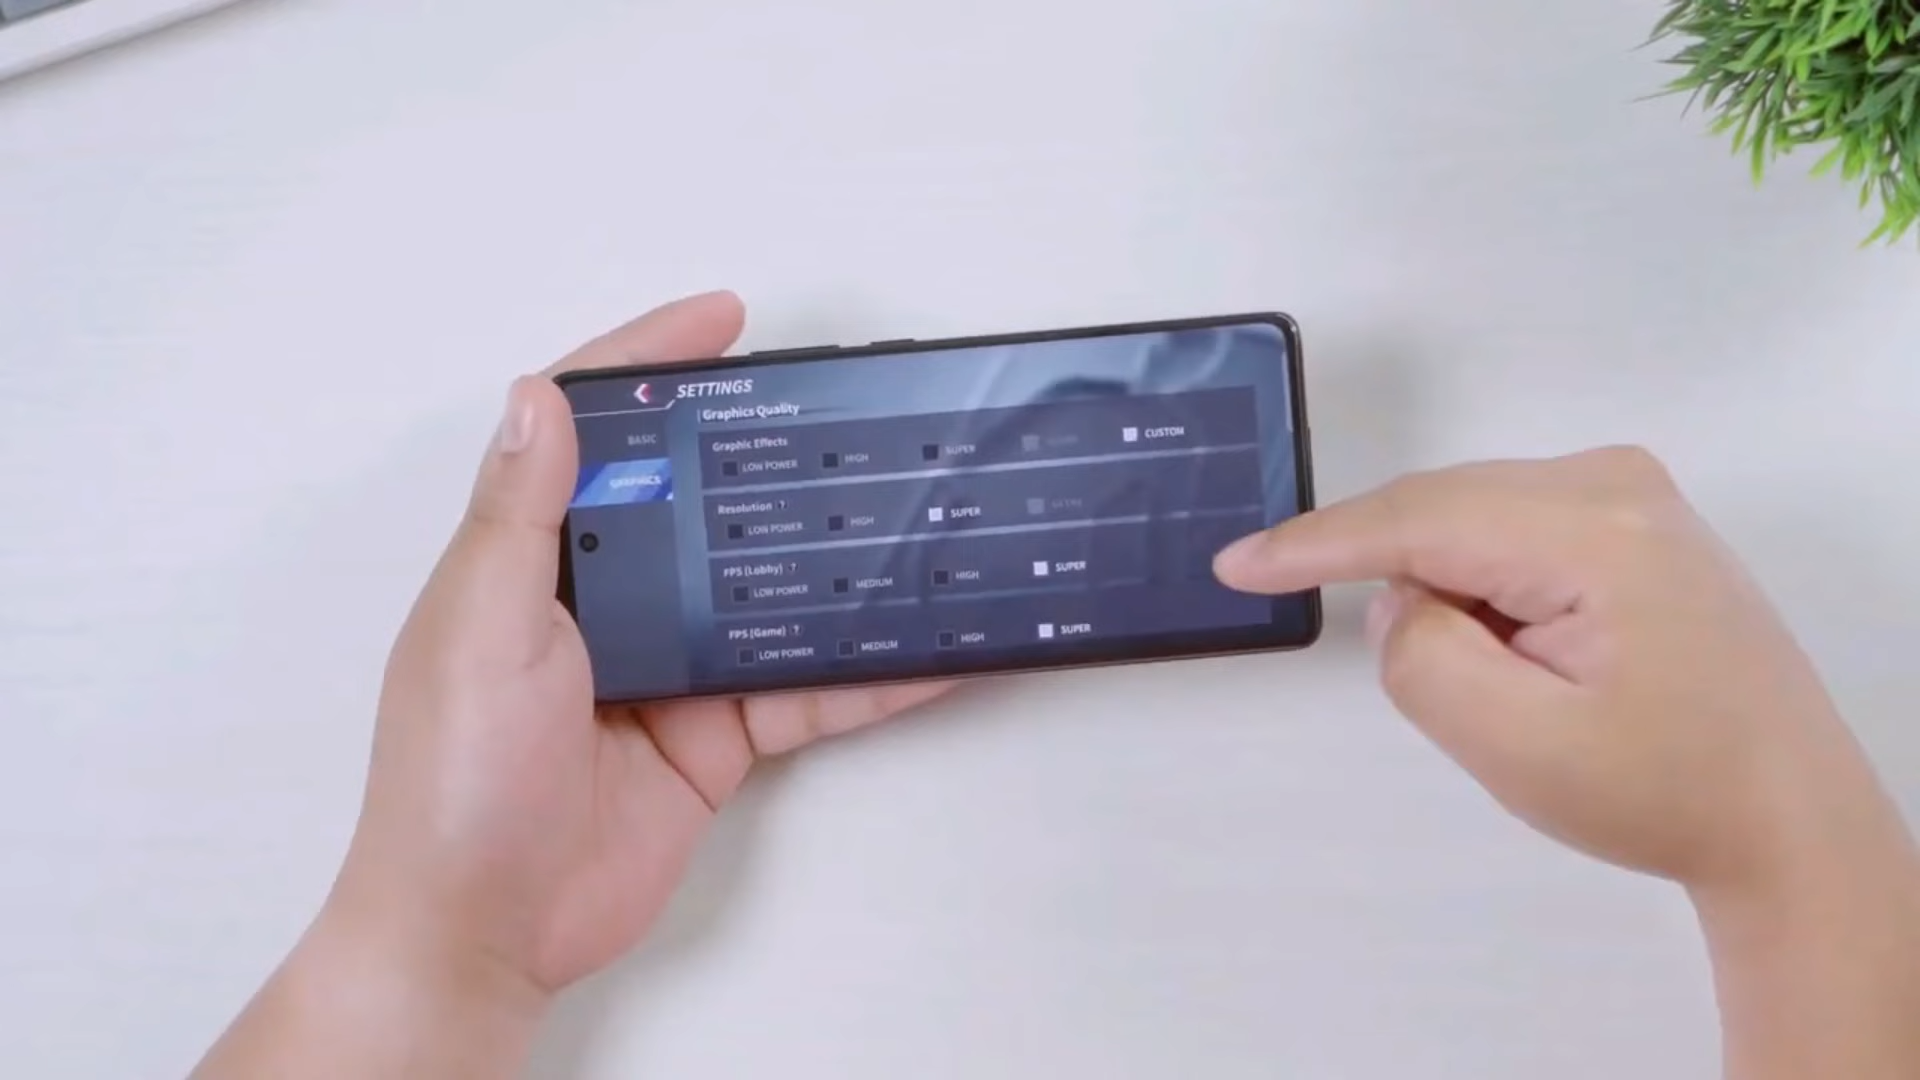 SETTINGS
Graphics Quality
BASIC
GRAPHICS
Graphic Effects
LOW POWER HIGH SUPER CUSTOM
Resolution ?
LOW POWER HIGH SUPER
FPS (Lobby) ?
LOW POWER MEDIUM HIGH SUPER
FPS (Game) ?
LOW POWER MEDIUM HIGH SUPER